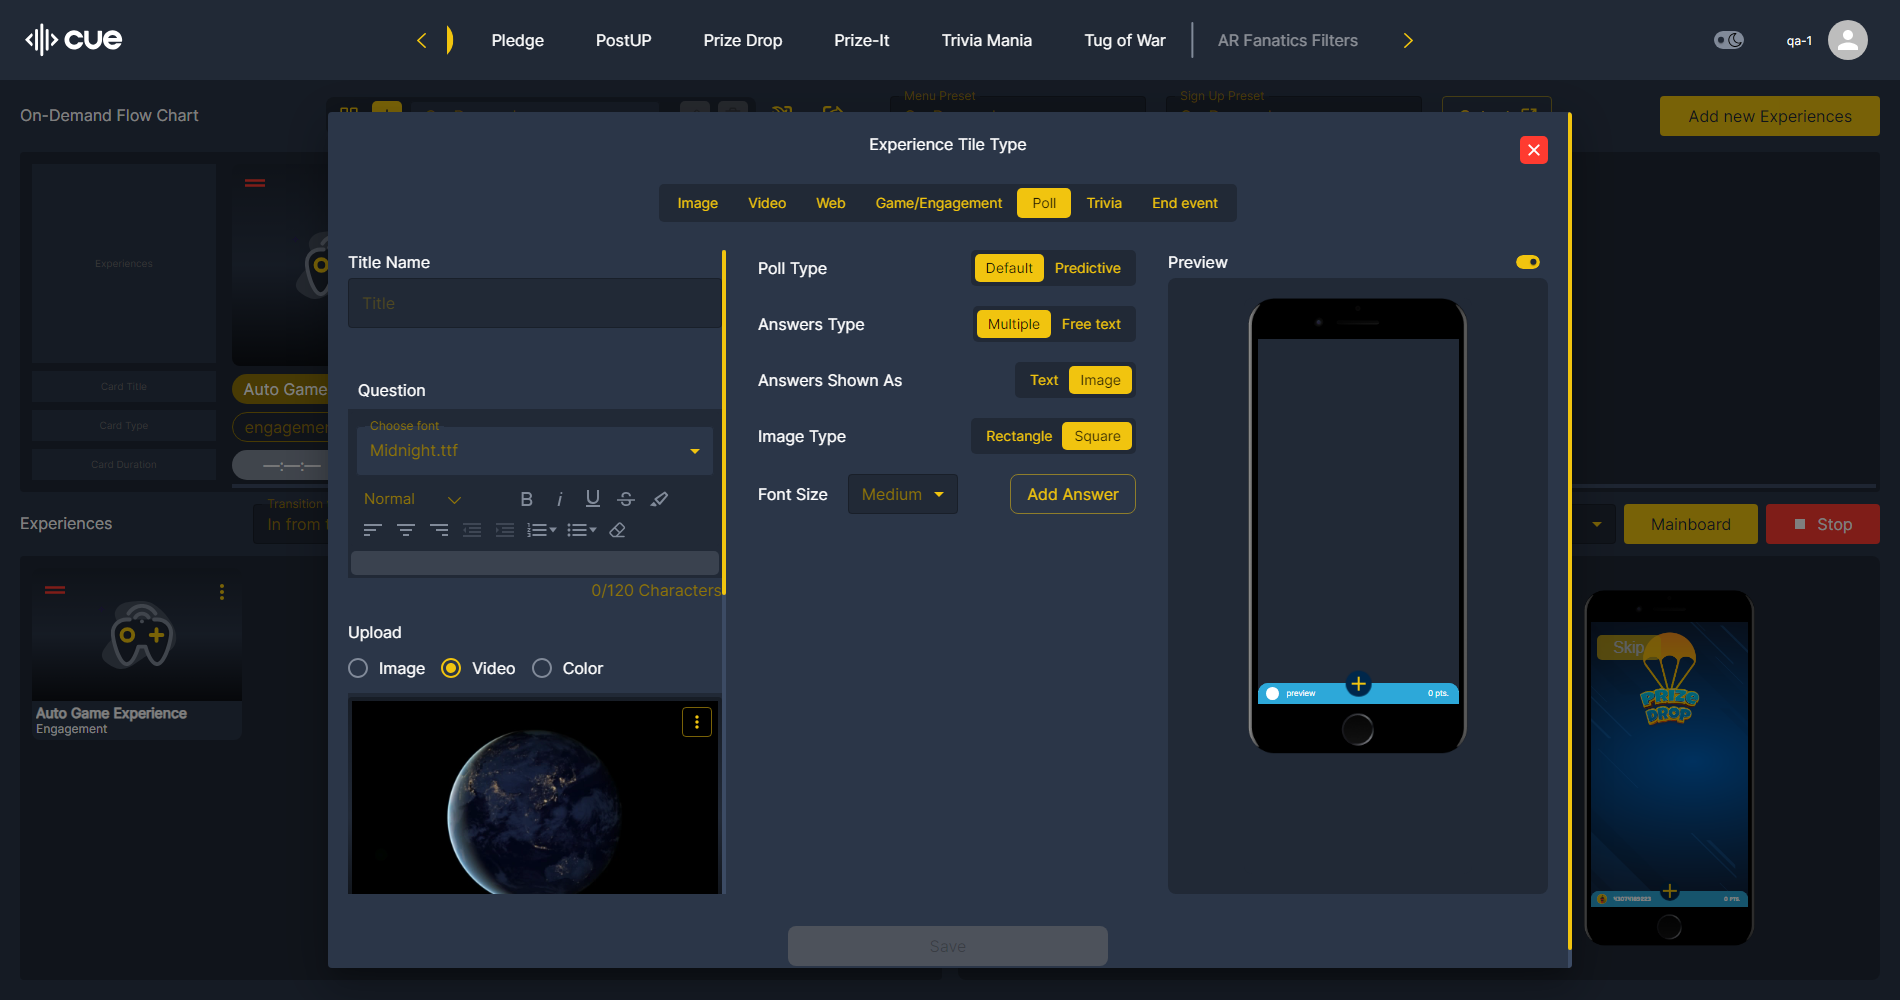 cue
Pledge
PostUP
Prize Drop
Prize-It
Trivia Mania
Tug of War
AR Fanatics Filters
qa-1
On-Demand Flow Chart
Menu Preset
Sign Up Preset
Add new Experiences
Experience Tile Type
Image
Video
Web
Game/Engagement
Poll
Trivia
End event
Experiences
Card Title
Card Type
Card Duration
Auto Game
engagemen
Title Name
Title
Question
Choose font
Midnight.ttf
Normal
0/120 Characters
Upload
Image
Video
Color
Poll Type
Default
Predictive
Answers Type
Multiple
Free text
Answers Shown As
Text
Image
Image Type
Rectangle
Square
Font Size
Medium
Add Answer
Preview
preview
0 pts.
Save
Experiences
Transition
In from
Mainboard
Stop
Auto Game Experience
Engagement
Skip
PRIZE
DROP
0 PTS.